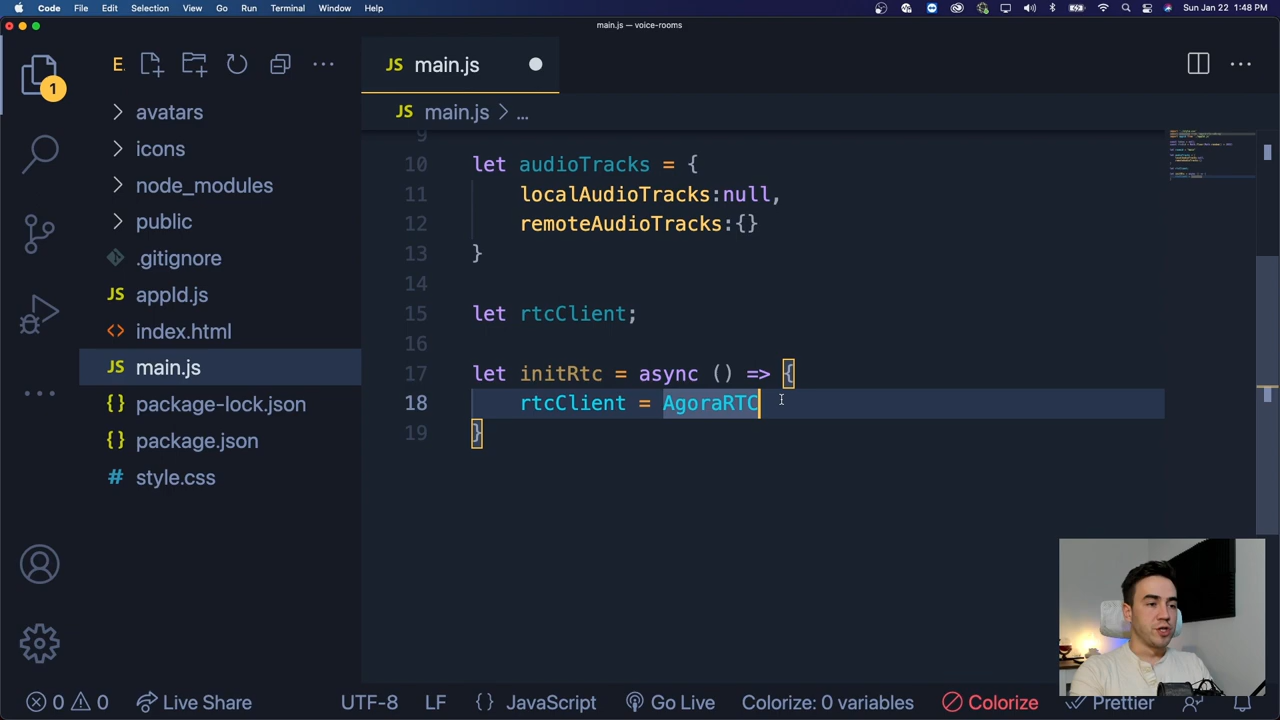 Code File Edit Selection View Go Run Terminal Window Help Sun Jan 22 1:48 PM
main.js — voice-rooms
E.
JS main.js
JS main.js > ...
1
avatars
icons
node_modules
public
.gitignore
JS appId.js
<> index.html
JS main.js
{} package-lock.json
{} package.json
# style.css
9
10 let audioTracks = {
11 localAudioTracks:null,
12 remoteAudioTracks:{}
13 }
14
15 let rtcClient;
16
17 let initRtc = async () => {
18 rtcClient = AgoraRTC
19 }
0 0 Live Share UTF-8 LF {} JavaScript Go Live Colorize: 0 variables Colorize Prettier